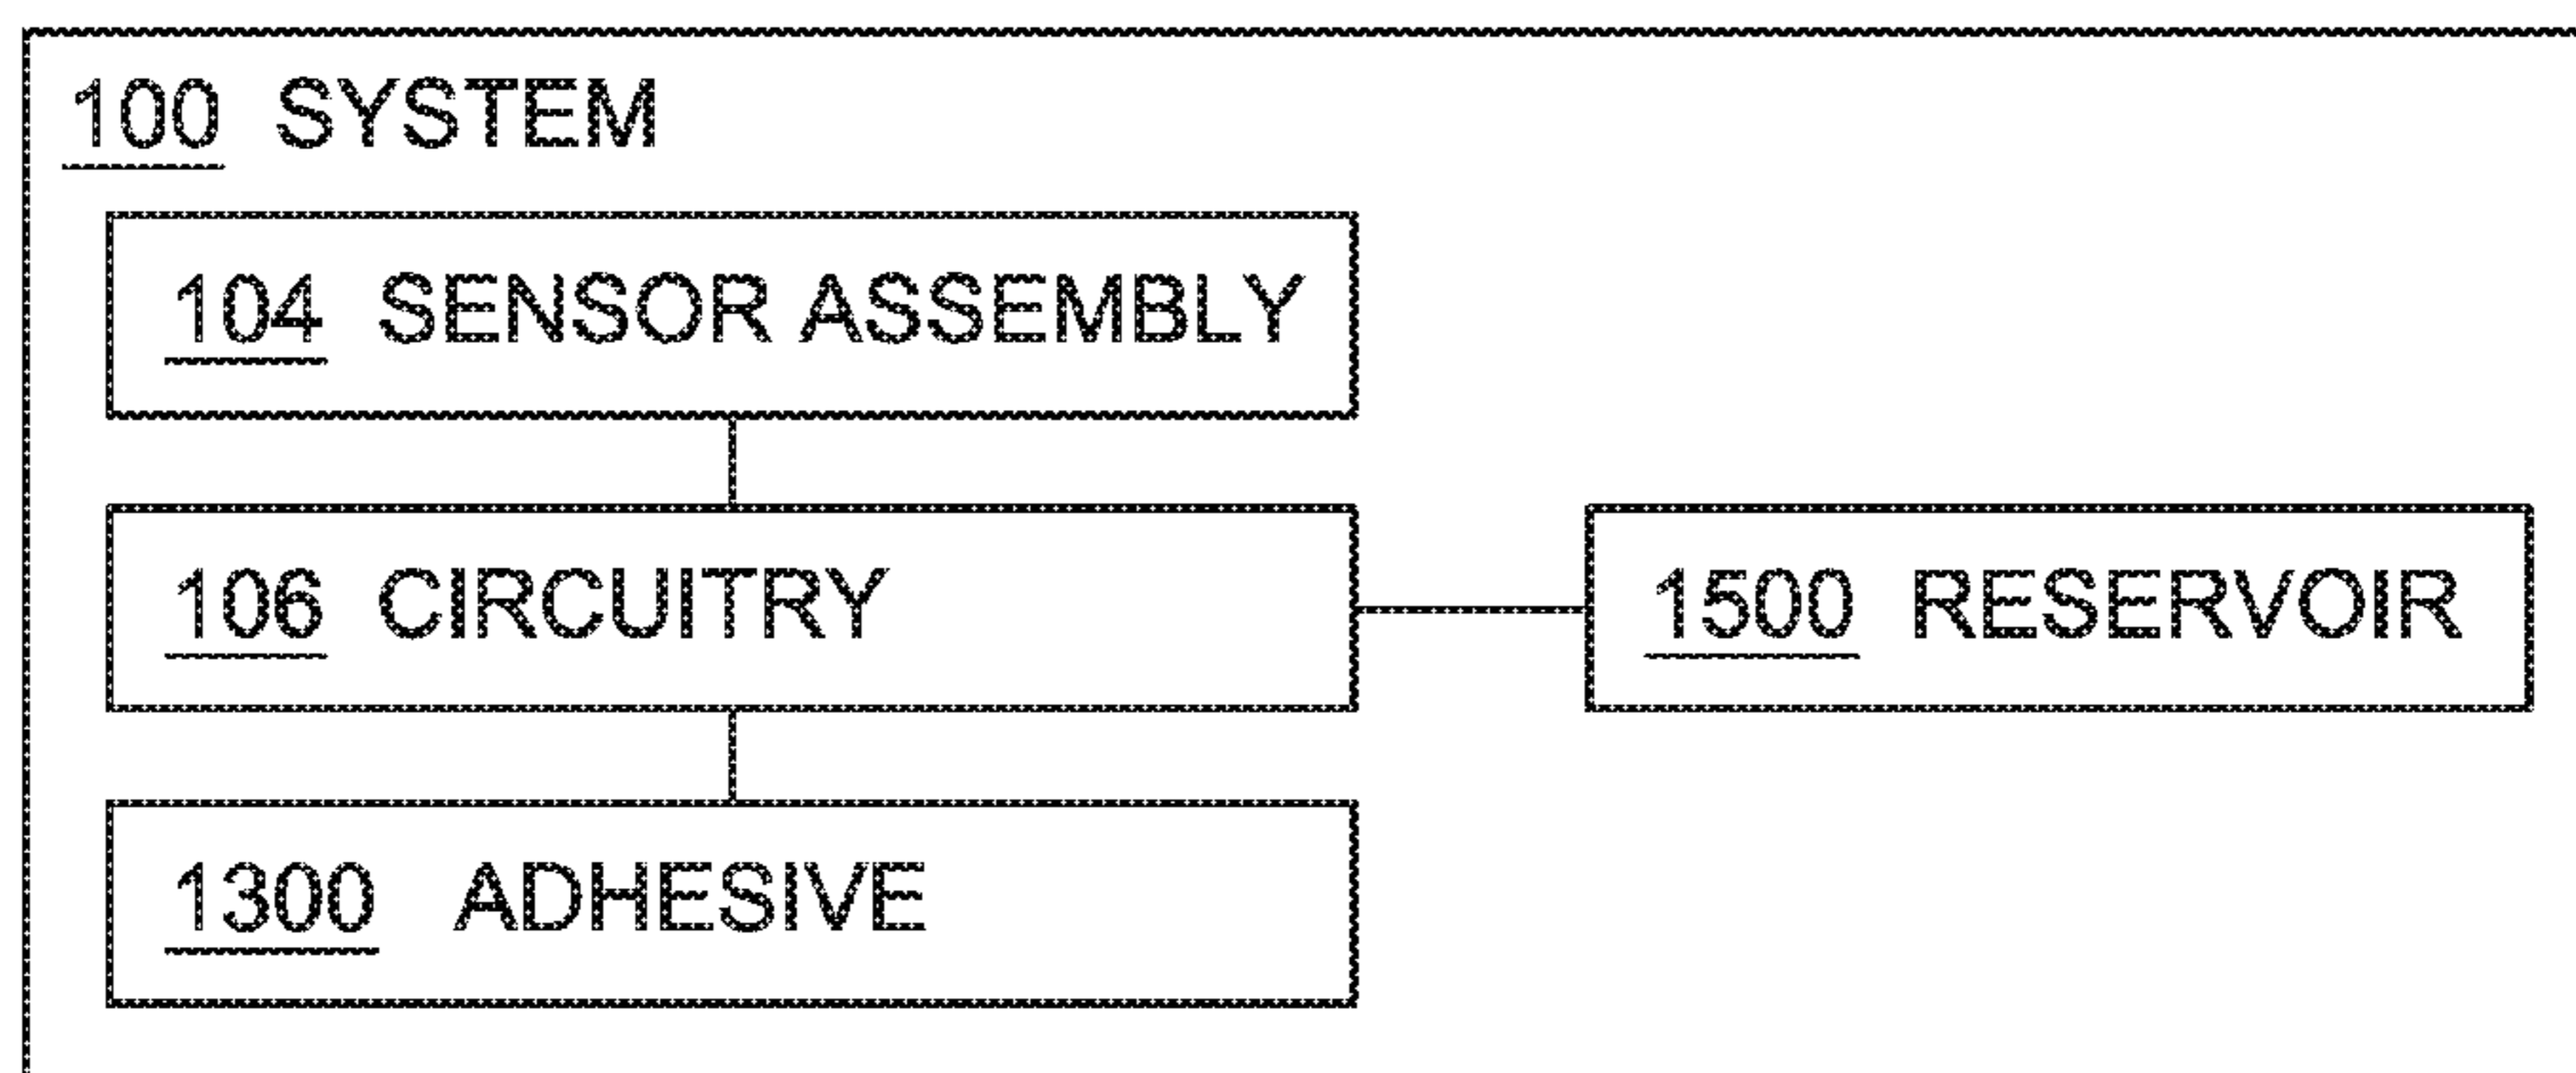 100 SYSTEM
104 SENSOR ASSEMBLY
106 CIRCUITRY
1500 RESERVOIR
1300 ADHESIVE